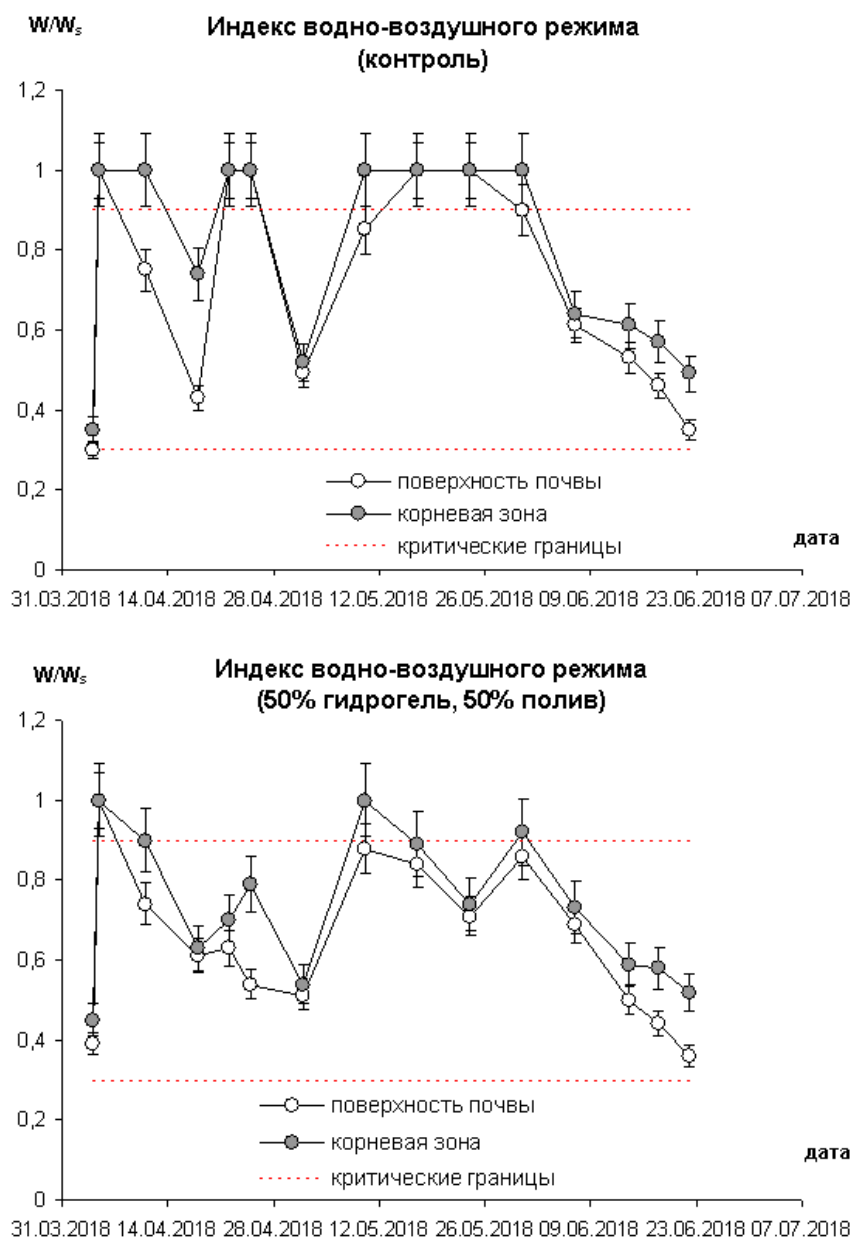 W/Ws
Индекс водно-воздушного режима
(контроль)
1,2
1
0,8
0,6
0,4
0,2
0
поверхность почвы
корневая зона
критические границы
дата
31.03.2018 14.04.2018 28.04.2018 12.05.2018 26.05.2018 09.06.2018 23.06.2018 07.07.2018
W/Ws
Индекс водно-воздушного режима
(50% гидрогель, 50% полив)
1,2
1
0,8
0,6
0,4
0,2
0
поверхность почвы
корневая зона
критические границы
дата
31.03.2018 14.04.2018 28.04.2018 12.05.2018 26.05.2018 09.06.2018 23.06.2018 07.07.2018